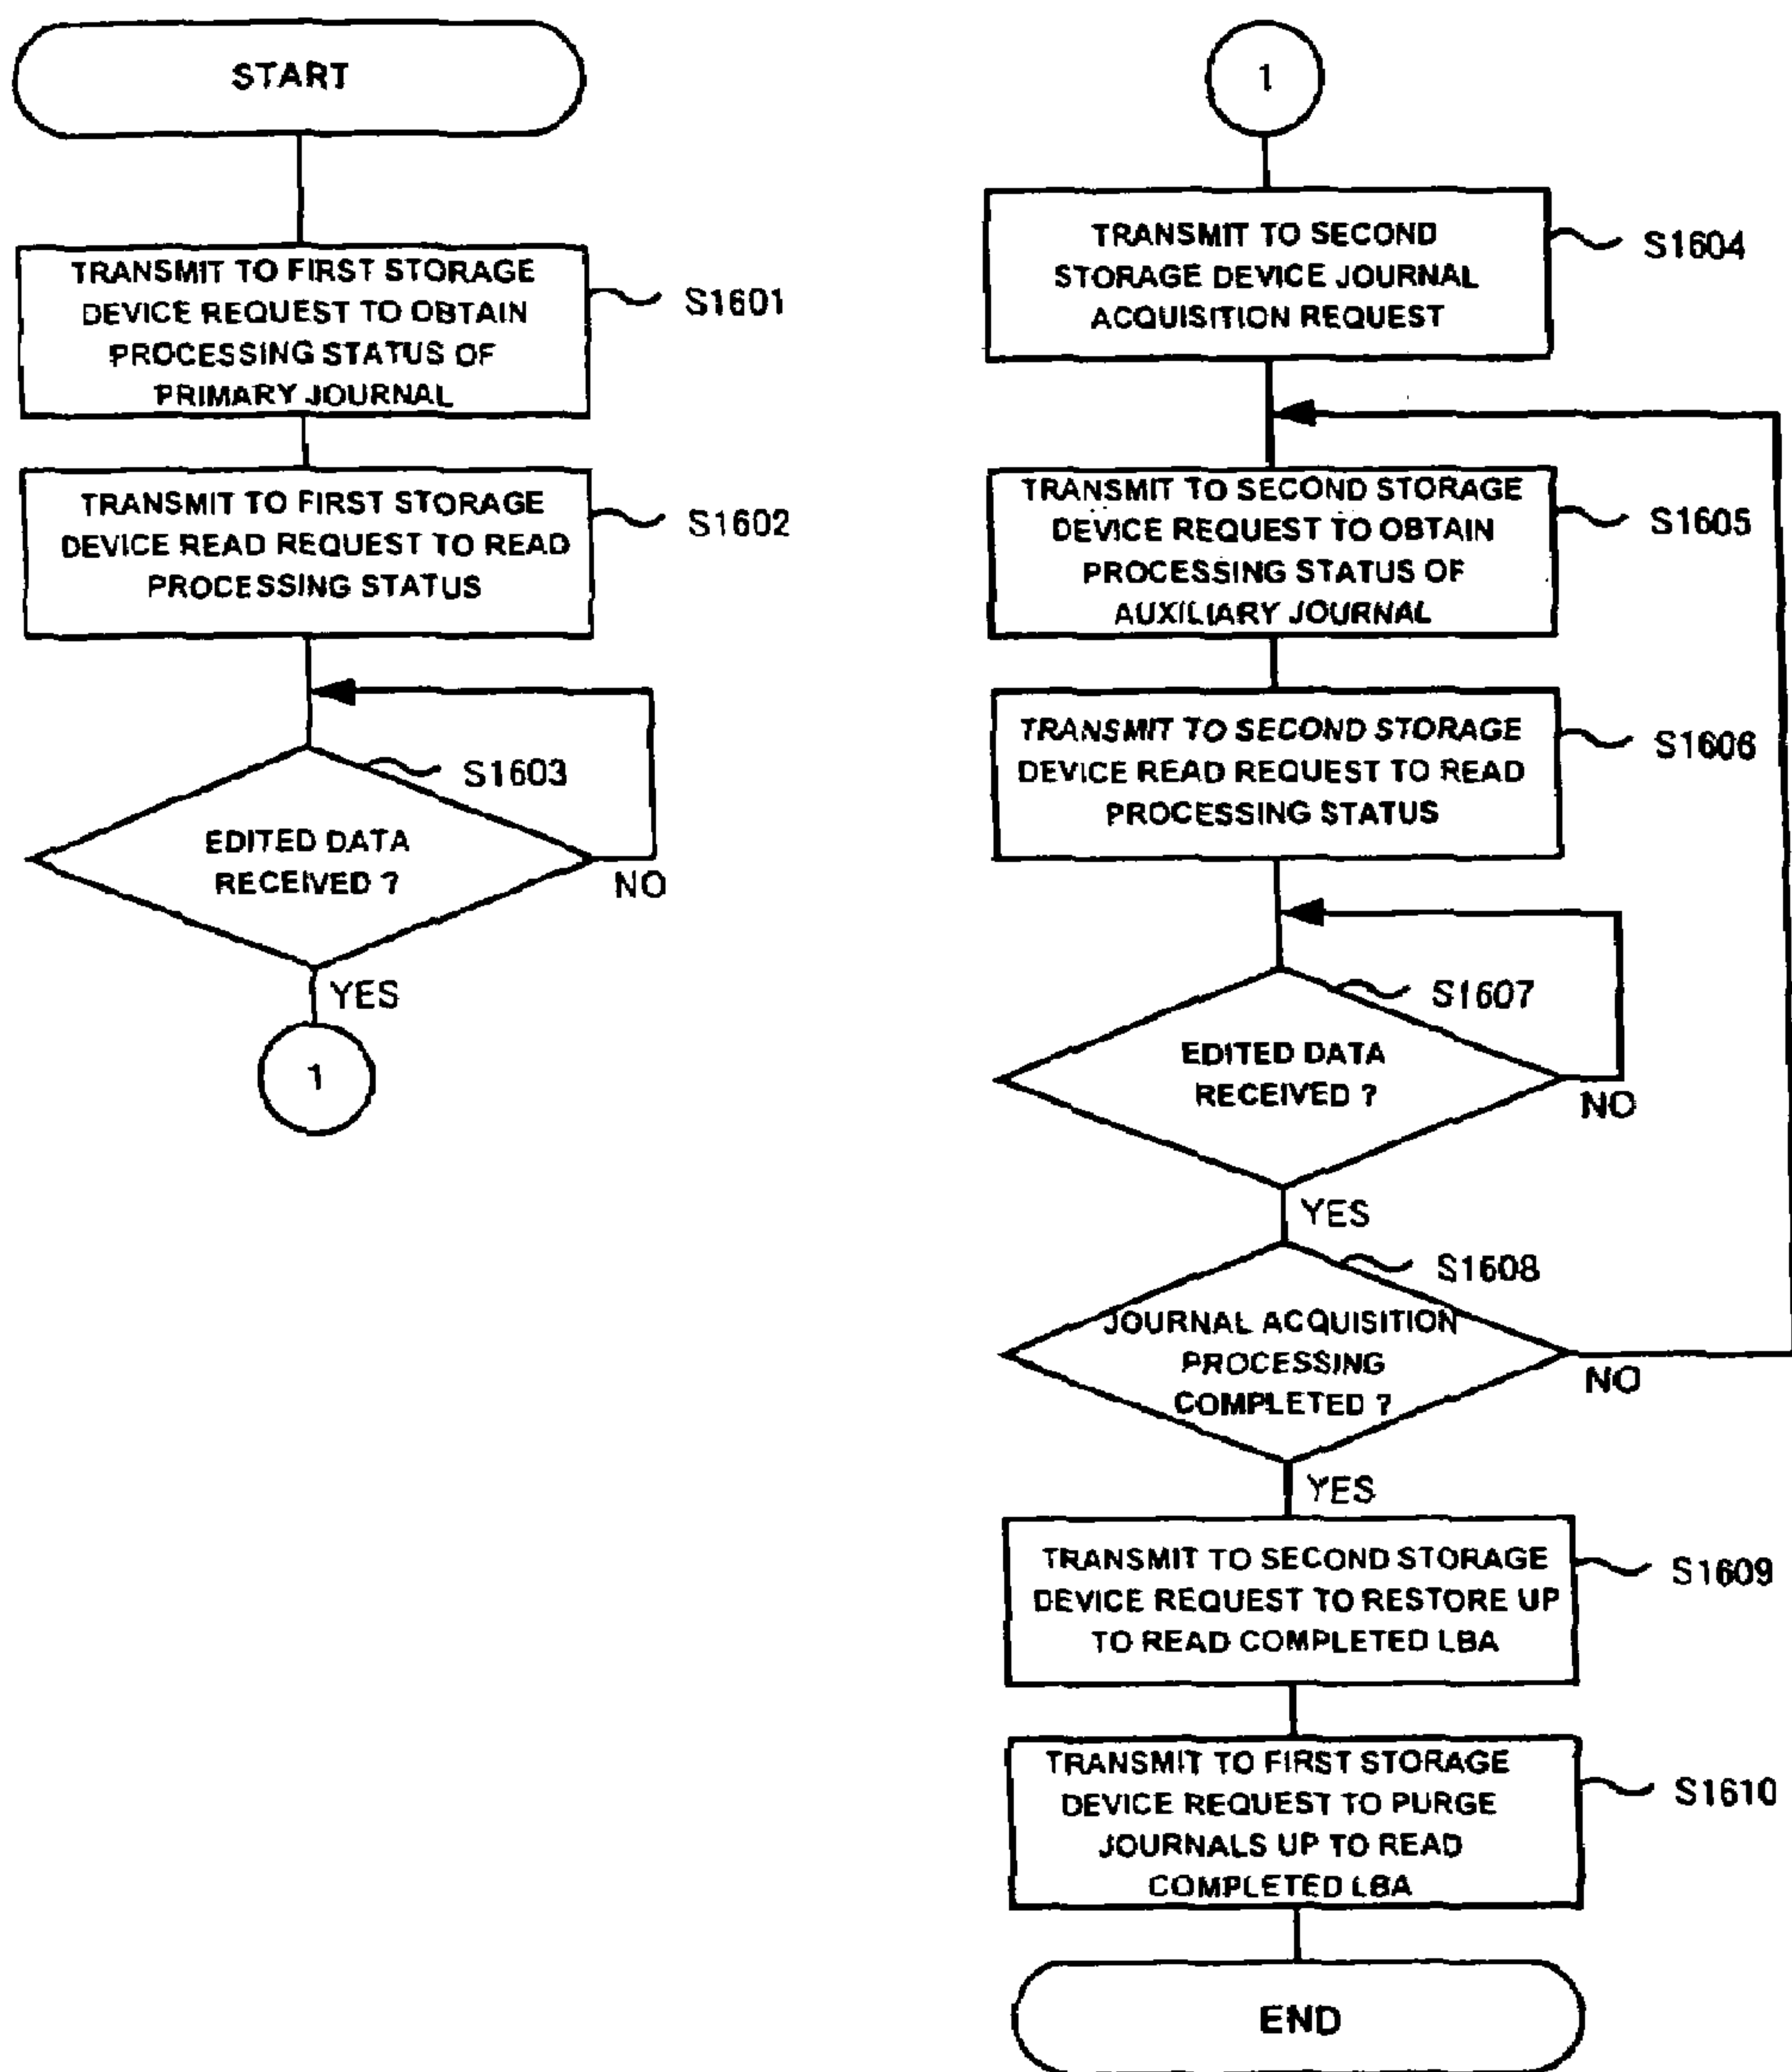 START
TRANSMIT TO FIRST STORAGE
DEVICE REQUEST TO OBTAIN
PROCESSING STATUS OF
PRIMARY JOURNAL
S1601
TRANSMIT TO FIRST STORAGE
DEVICE READ REQUEST TO READ
PROCESSING STATUS
S1602
S1603
EDITED DATA
RECEIVED ?
NO
YES
1
1
TRANSMIT TO SECOND
STORAGE DEVICE JOURNAL
ACQUISITION REQUEST
S1604
TRANSMIT TO SECOND STORAGE
DEVICE REQUEST TO OBTAIN
PROCESSING STATUS OF
AUXILIARY JOURNAL
S1605
TRANSMIT TO SECOND STORAGE
DEVICE READ REQUEST TO READ
PROCESSING STATUS
S1606
S1607
EDITED DATA
RECEIVED ?
NO
YES
S1608
JOURNAL ACQUISITION
PROCESSING
COMPLETED ?
NO
YES
TRANSMIT TO SECOND STORAGE
DEVICE REQUEST TO RESTORE UP
TO READ COMPLETED LBA
S1609
TRANSMIT TO FIRST STORAGE
DEVICE REQUEST TO PURGE
JOURNALS UP TO READ
COMPLETED LBA
S1610
END